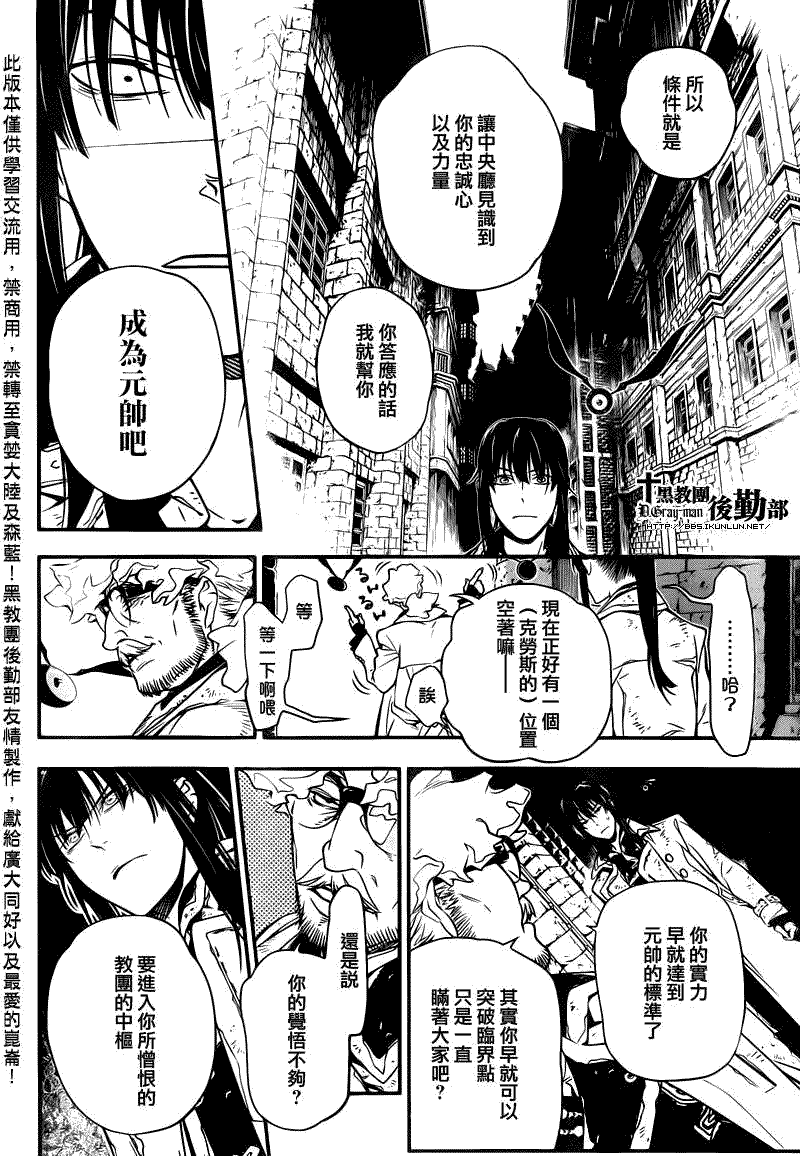 所以
條件就是
讓中央廳見識到
你的忠誠心
以及力量
你答應的話
我就幫你
成為元帥吧
十黑教團
D.Gray-man 後勤部
HTTP://BBS.IKUNLUN.NET/
………哈?
現在正好有一個
(克勞斯的)位置
空著嘛——
るん
るん
誒
等
等一下啊喂
你的實力
早就達到
元帥的標準了
其實你早就可以
突破臨界點
只是一直
瞞著大家吧?
還是說
你的覺悟不夠?
要進入你所憎恨的
教團的中樞
此版本僅供學習交流用,禁商用,禁轉至貪婪大陸及森藍!黑教團後勤部友情製作,獻給廣大同好以及最愛的崑崙!